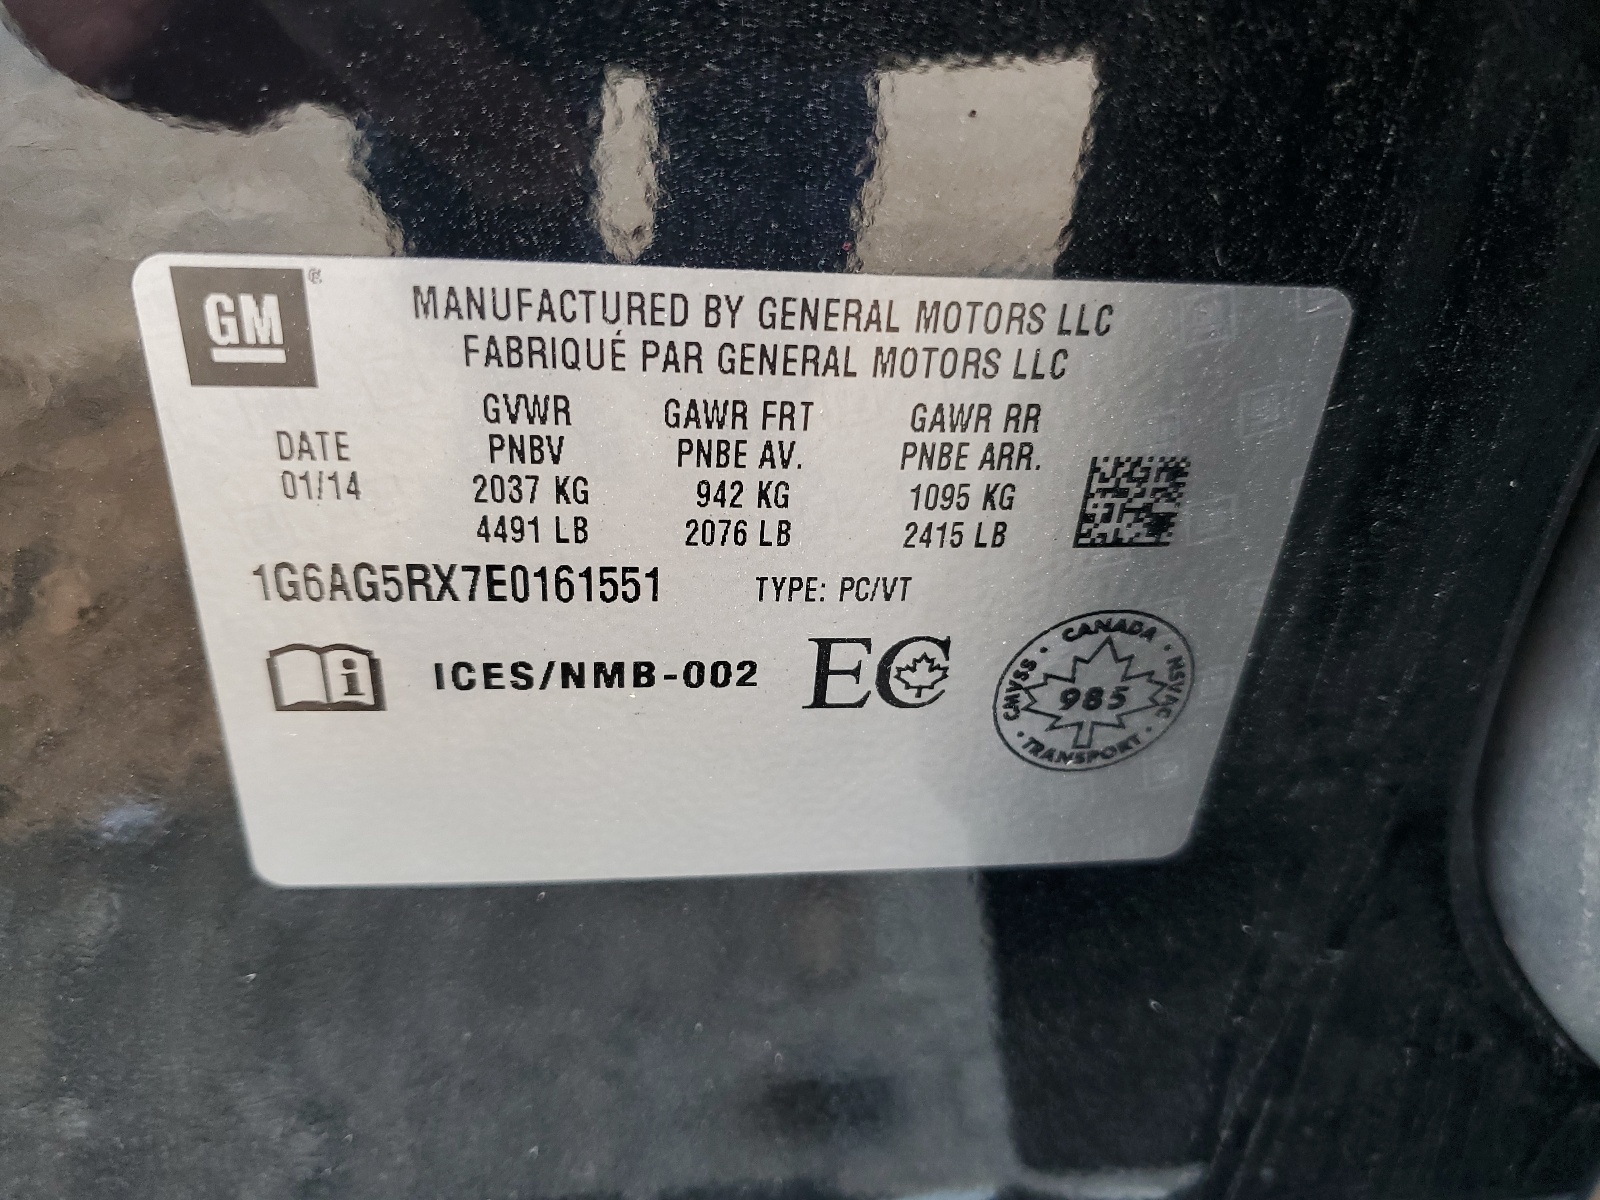 GM ®
MANUFACTURED BY GENERAL MOTORS LLC
FABRIQUÉ PAR GENERAL MOTORS LLC
GVWR GAWR FRT GAWR RR
DATE PNBV PNBE AV. PNBE ARR.
01/14 2037 KG 942 KG 1095 KG
4491 LB 2076 LB 2415 LB
1G6AG5RX7E0161551 TYPE: PC/VT
i ICES/NMB-002 EC
CANADA
CMVSS · 985 · NSVAC
TRANSPORT